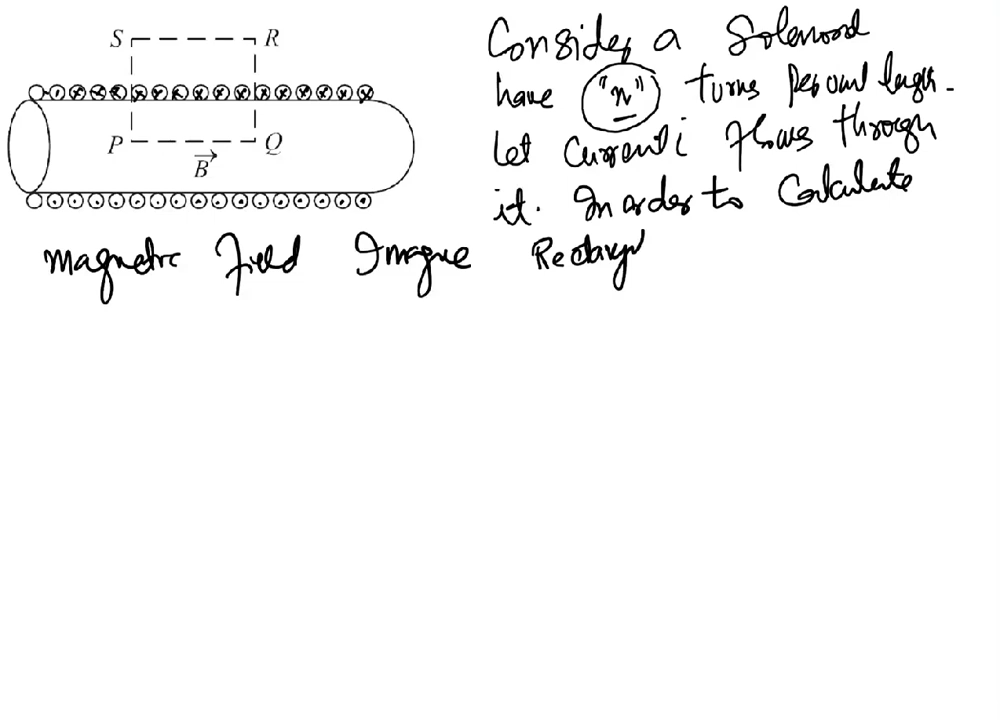 S R
P Q
B
Consider a Solenoid
have "n" turns per unit length.
Let Current i flows through
it. In order to Calculate
Magnetic Field Imagine Rectangl